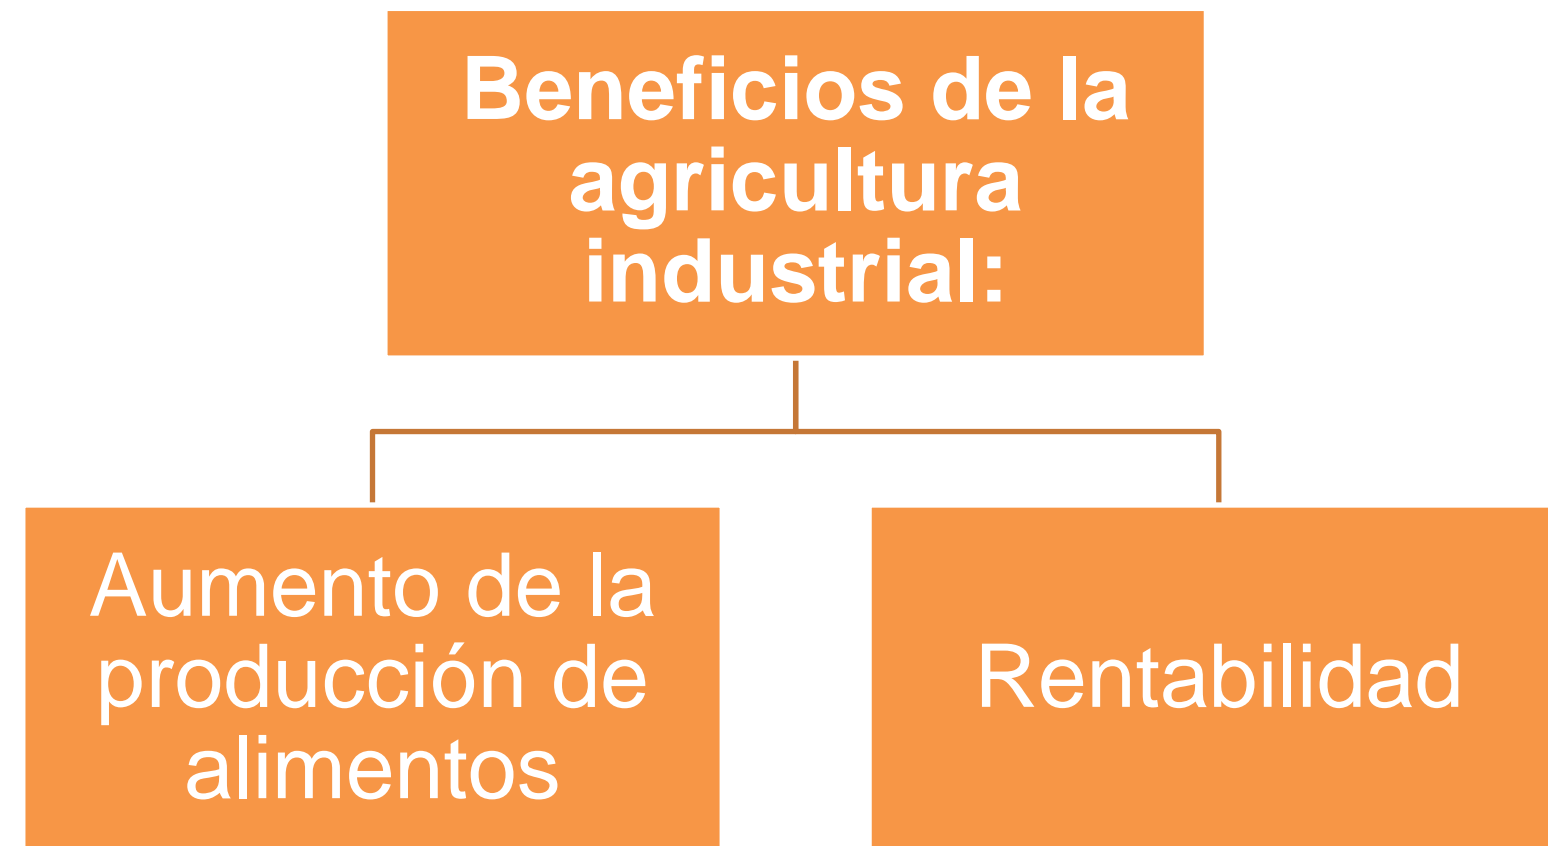 Beneficios de la
agricultura
industrial:
Aumento de la
producción de
alimentos
Rentabilidad